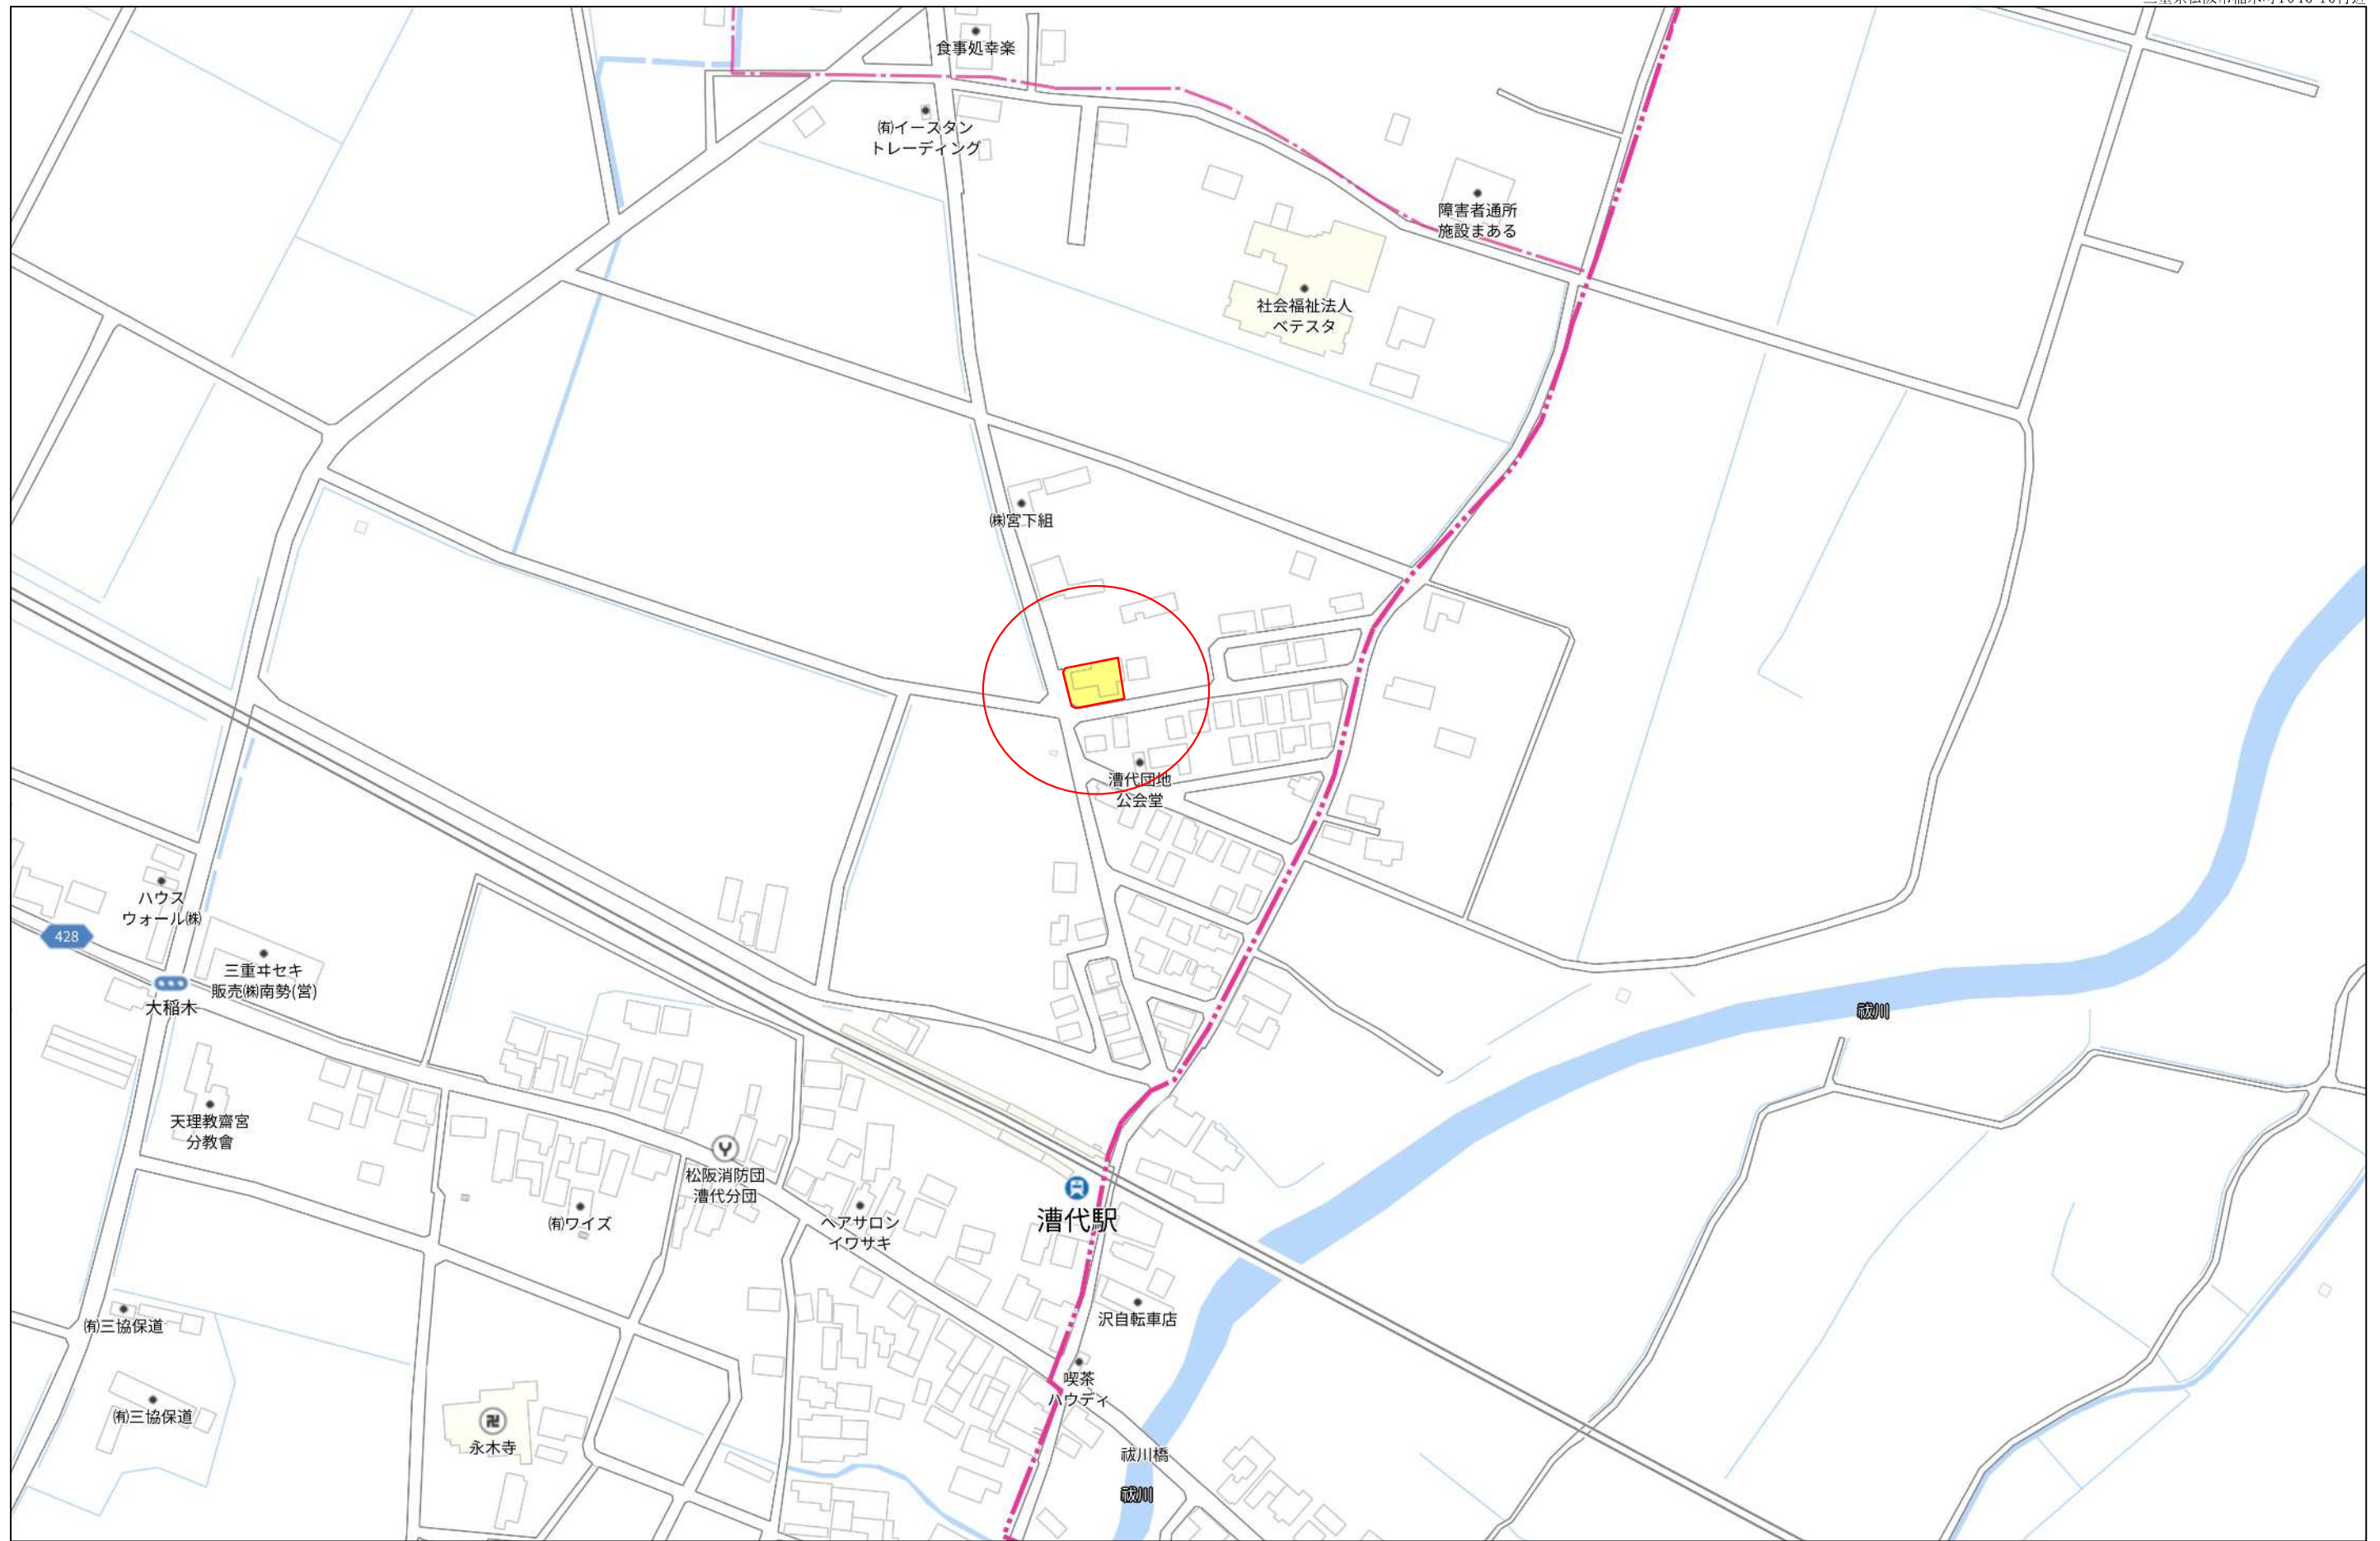 食事処幸楽
㈲イースタン
トレーディング
障害者通所
施設まある
社会福祉法人
ベテスタ
㈱宮下組
漕代団地
公会堂
ハウス
ウォール㈱
428
三重ヰセキ
販売㈱南勢(営)
大稲木
祓川
天理教齋宮
分教會
松阪消防団
漕代分団
㈲ワイズ
ヘアサロン
イワサキ
漕代駅
沢自転車店
㈲三協保道
喫茶
ハウディ
㈲三協保道
永木寺
祓川橋
祓川